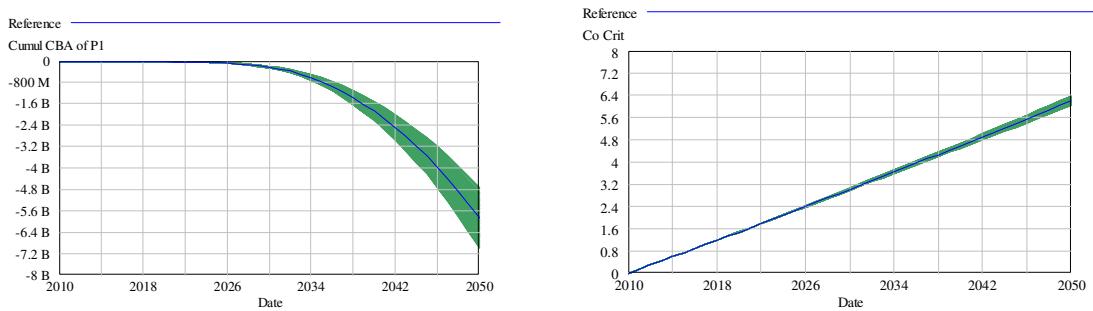 Reference
Cumul CBA of P1
0
-800 M
-1.6 B
-2.4 B
-3.2 B
-4 B
-4.8 B
-5.6 B
-6.4 B
-7.2 B
-8 B
2010 2018 2026 2034 2042 2050
Date
Reference
Co Crit
8
7.2
6.4
5.6
4.8
4
3.2
2.4
1.6
0.8
0
2010 2018 2026 2034 2042 2050
Date